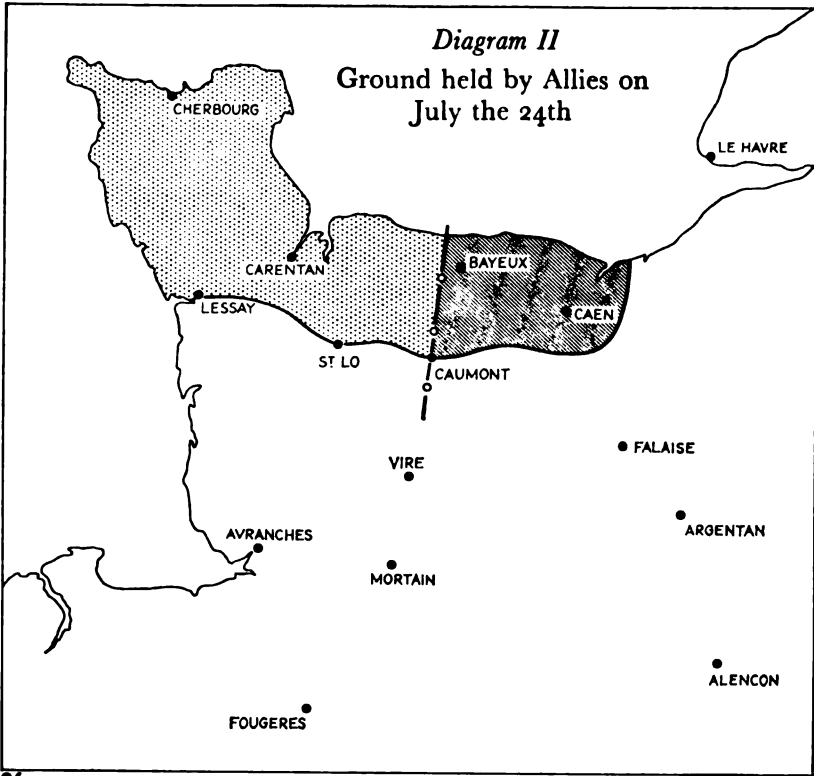 Diagram II
Ground held by Allies on
July the 24th
CHERBOURG
LE HAVRE
CARENTAN
BAYEUX
LESSAY
CAEN
ST. LO
CAUMONT
FALAISE
VIRE
ARGENTAN
AVRANCHES
MORTAIN
ALENCON
FOUGERES